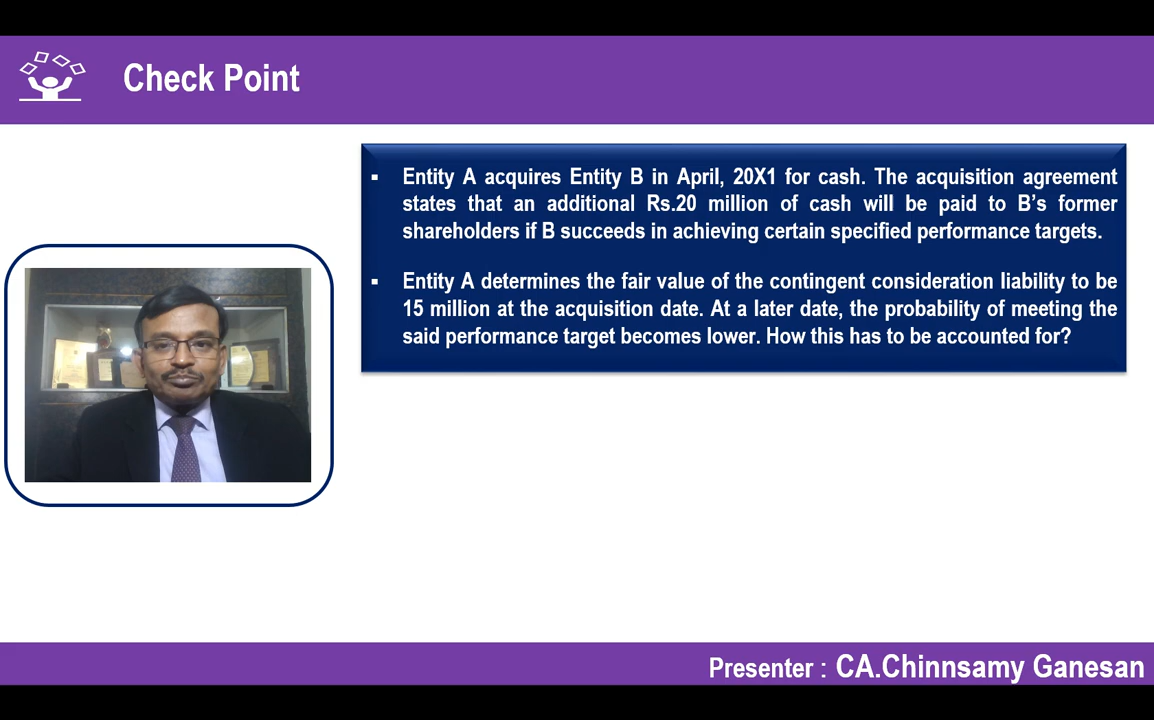 Check Point
▪ Entity A acquires Entity B in April, 20X1 for cash. The acquisition agreement
states that an additional Rs.20 million of cash will be paid to B’s former
shareholders if B succeeds in achieving certain specified performance targets.
▪ Entity A determines the fair value of the contingent consideration liability to be
15 million at the acquisition date. At a later date, the probability of meeting the
said performance target becomes lower. How this has to be accounted for?
Presenter : CA.Chinnsamy Ganesan